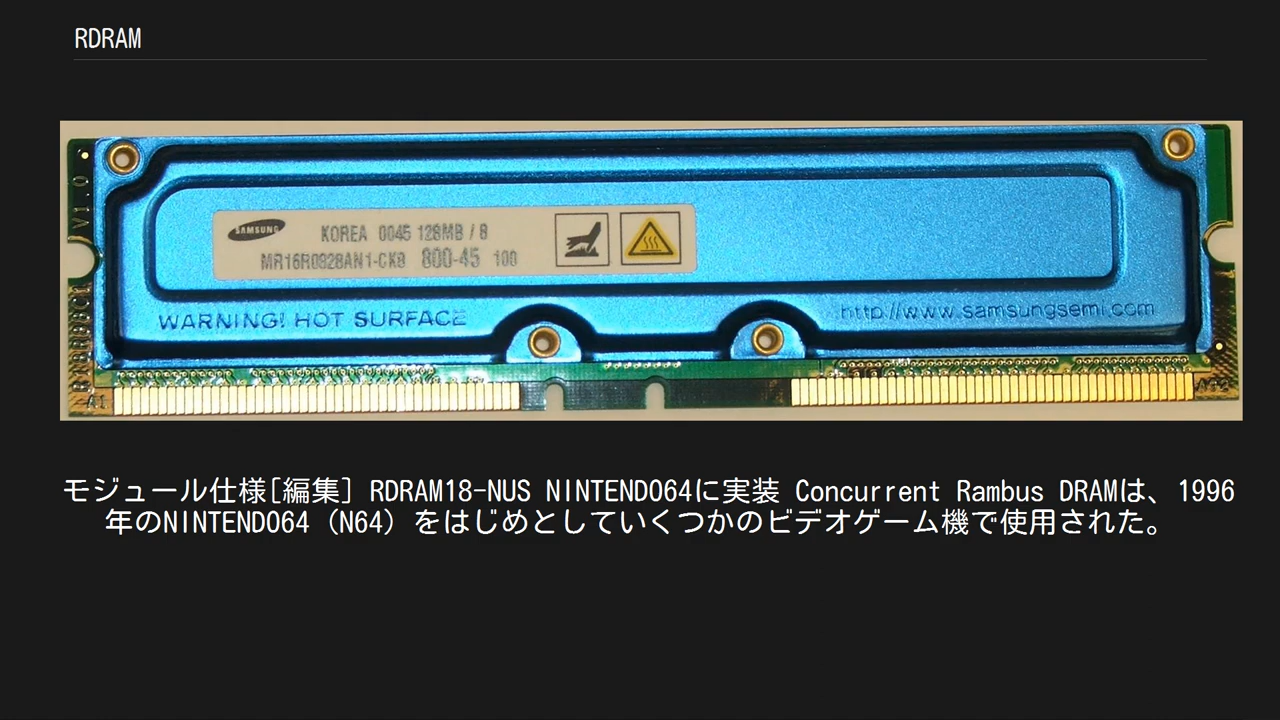 RDRAM
V1.0
SAMSUNG
KOREA 0045 128MB / 8
MR16R0828AN1-CK8 800-45 100
WARNING! HOT SURFACE
http://www.samsungsemi.com
A1
モジュール仕様[編集] RDRAM18-NUS NINTENDO64に実装 Concurrent Rambus DRAMは、1996
年のNINTENDO64（N64）をはじめとしていくつかのビデオゲーム機で使用された。